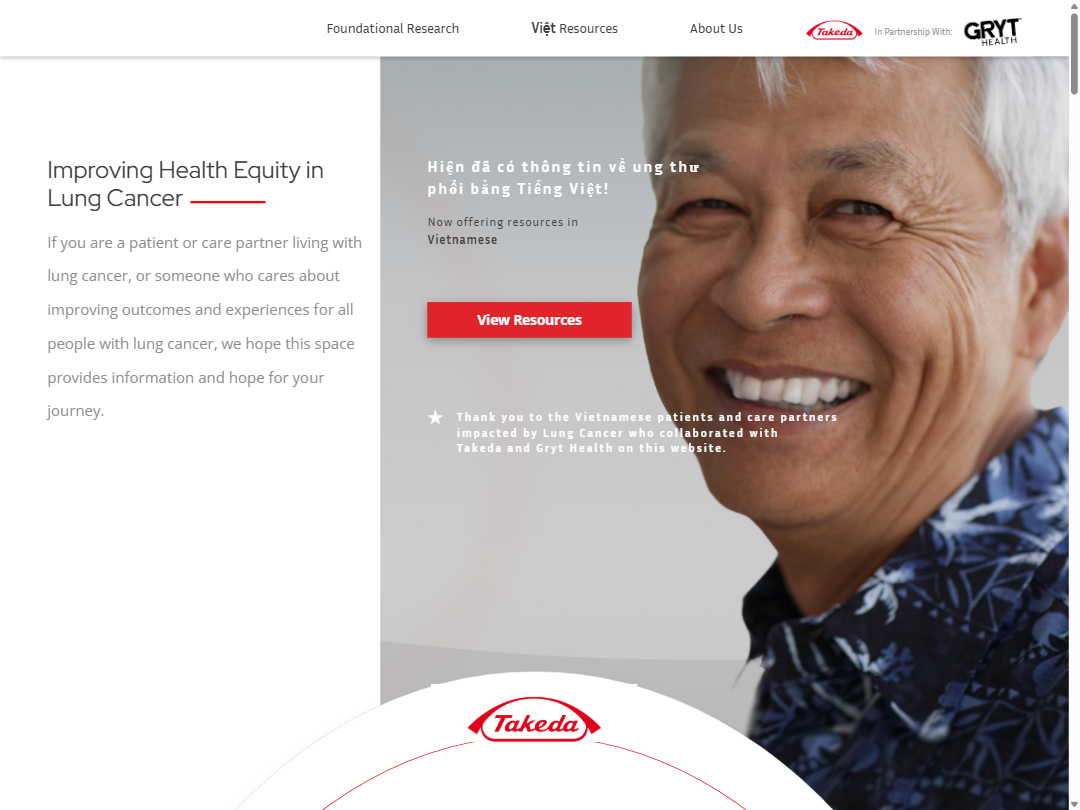 Foundational Research
Việt Resources
About Us
Takeda
In Partnership With:
GRYT
HEALTH
Improving Health Equity in
Lung Cancer
If you are a patient or care partner living with
lung cancer, or someone who cares about
improving outcomes and experiences for all
people with lung cancer, we hope this space
provides information and hope for your
journey.
Hiện đã có thông tin về ung thư
phổi bằng Tiếng Việt!
Now offering resources in
Vietnamese
View Resources
Thank you to the Vietnamese patients and care partners
impacted by Lung Cancer who collaborated with
Takeda and Gryt Health on this website.
Takeda